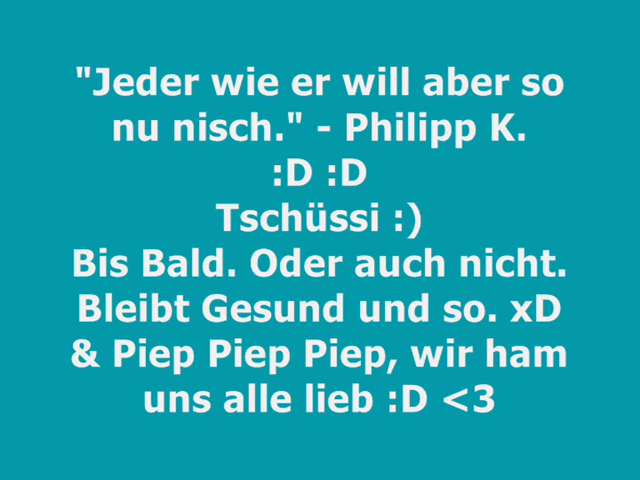 "Jeder wie er will aber so
nu nisch." - Philipp K.
:D :D
Tschüssi :)
Bis Bald. Oder auch nicht.
Bleibt Gesund und so. xD
& Piep Piep Piep, wir ham
uns alle lieb :D <3